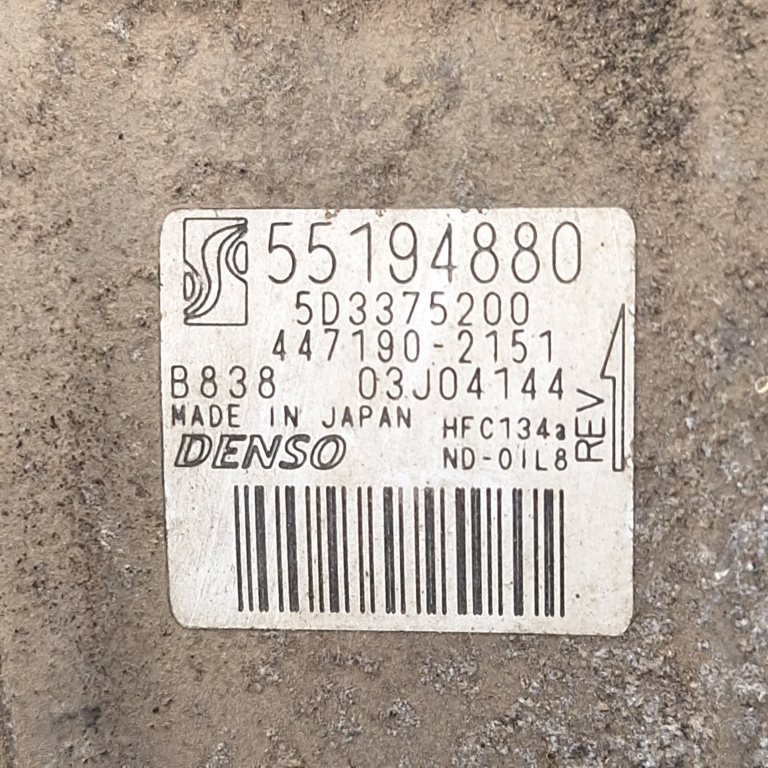 55194880
5D3375200
447190-2151
B838 03J04144
MADE IN JAPAN
HFC134a
DENSO
ND-OIL8
REV